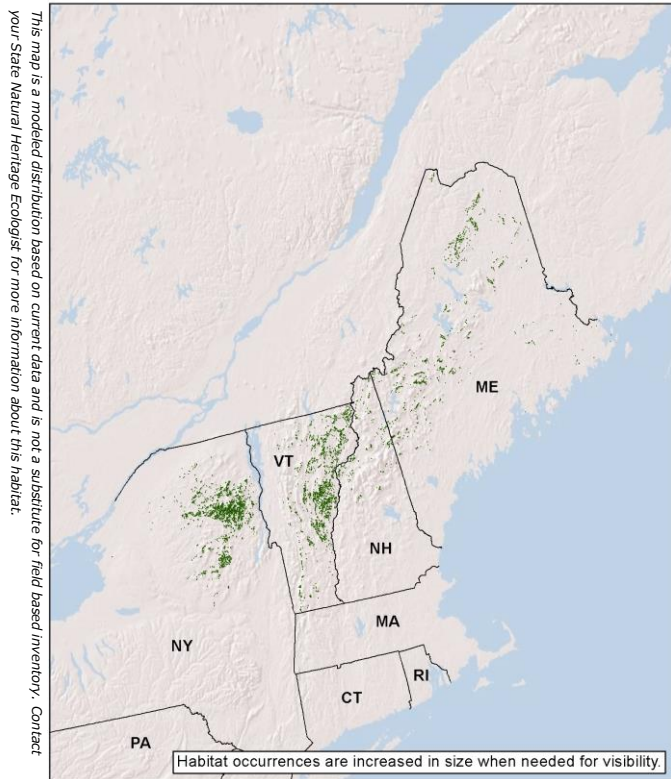 This map is a modeled distribution based on current data and is not a substitute for field based inventory. Contact
your State Natural Heritage Ecologist for more information about this habitat.
ME
VT
NH
NY
MA
CT
RI
PA
Habitat occurrences are increased in size when needed for visibility.